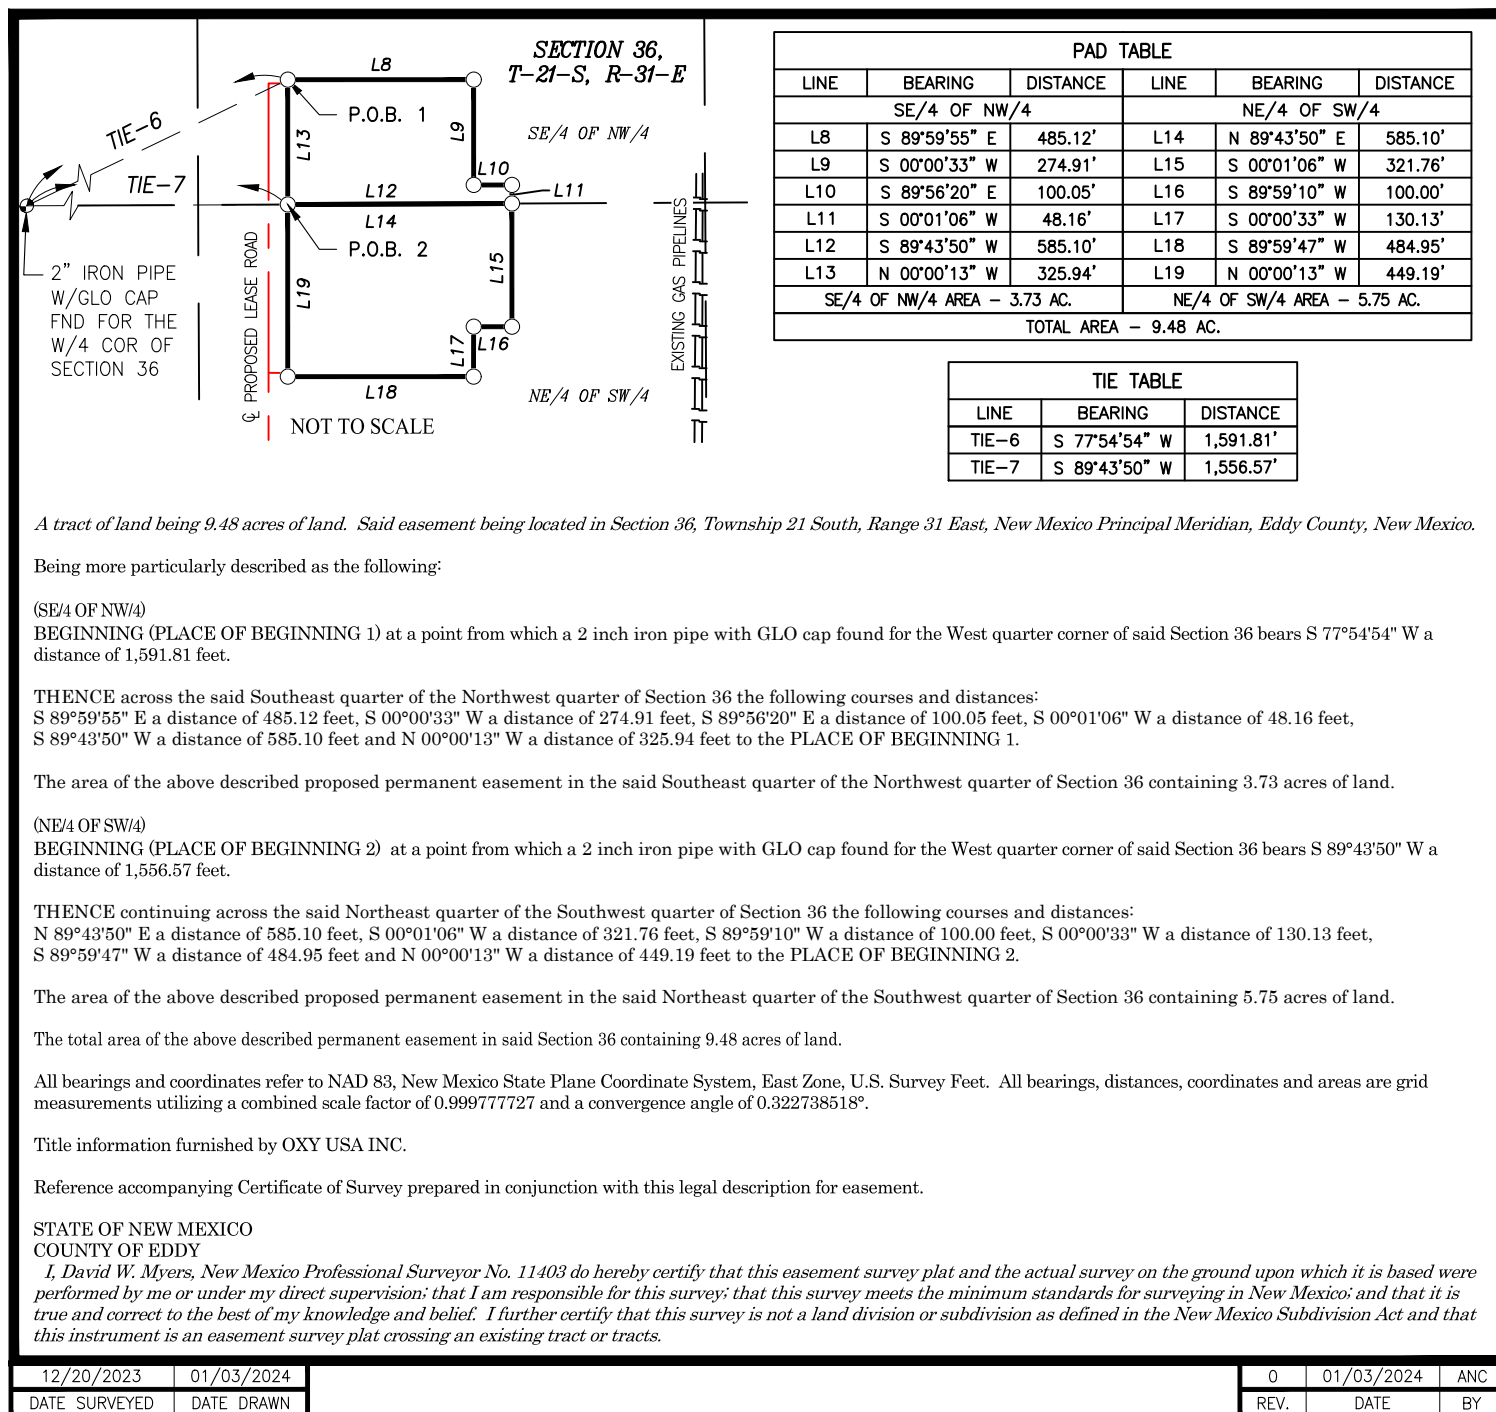 SECTION 36,
T-21-S, R-31-E
L8
P.O.B. 1
TIE-6
L13
L9
SE/4 OF NW/4
L10
TIE-7
L12
L11
L14
P.O.B. 2
2" IRON PIPE
W/GLO CAP
FND FOR THE
W/4 COR OF
SECTION 36
℄ PROPOSED LEASE ROAD
L19
L15
EXISTING GAS PIPELINES
L17
L16
L18
NE/4 OF SW/4
NOT TO SCALE
PAD TABLE
LINE BEARING DISTANCE LINE BEARING DISTANCE
SE/4 OF NW/4 NE/4 OF SW/4
L8 S 89°59'55" E 485.12' L14 N 89°43'50" E 585.10'
L9 S 00°00'33" W 274.91' L15 S 00°01'06" W 321.76'
L10 S 89°56'20" E 100.05' L16 S 89°59'10" W 100.00'
L11 S 00°01'06" W 48.16' L17 S 00°00'33" W 130.13'
L12 S 89°43'50" W 585.10' L18 S 89°59'47" W 484.95'
L13 N 00°00'13" W 325.94' L19 N 00°00'13" W 449.19'
SE/4 OF NW/4 AREA - 3.73 AC. NE/4 OF SW/4 AREA - 5.75 AC.
TOTAL AREA - 9.48 AC.
TIE TABLE
LINE BEARING DISTANCE
TIE-6 S 77°54'54" W 1,591.81'
TIE-7 S 89°43'50" W 1,556.57'
A tract of land being 9.48 acres of land. Said easement being located in Section 36, Township 21 South, Range 31 East, New Mexico Principal Meridian, Eddy County, New Mexico.
Being more particularly described as the following:
(SE/4 OF NW/4)
BEGINNING (PLACE OF BEGINNING 1) at a point from which a 2 inch iron pipe with GLO cap found for the West quarter corner of said Section 36 bears S 77°54'54" W a
distance of 1,591.81 feet.
THENCE across the said Southeast quarter of the Northwest quarter of Section 36 the following courses and distances:
S 89°59'55" E a distance of 485.12 feet, S 00°00'33" W a distance of 274.91 feet, S 89°56'20" E a distance of 100.05 feet, S 00°01'06" W a distance of 48.16 feet,
S 89°43'50" W a distance of 585.10 feet and N 00°00'13" W a distance of 325.94 feet to the PLACE OF BEGINNING 1.
The area of the above described proposed permanent easement in the said Southeast quarter of the Northwest quarter of Section 36 containing 3.73 acres of land.
(NE/4 OF SW/4)
BEGINNING (PLACE OF BEGINNING 2) at a point from which a 2 inch iron pipe with GLO cap found for the West quarter corner of said Section 36 bears S 89°43'50" W a
distance of 1,556.57 feet.
THENCE continuing across the said Northeast quarter of the Southwest quarter of Section 36 the following courses and distances:
N 89°43'50" E a distance of 585.10 feet, S 00°01'06" W a distance of 321.76 feet, S 89°59'10" W a distance of 100.00 feet, S 00°00'33" W a distance of 130.13 feet,
S 89°59'47" W a distance of 484.95 feet and N 00°00'13" W a distance of 449.19 feet to the PLACE OF BEGINNING 2.
The area of the above described proposed permanent easement in the said Northeast quarter of the Southwest quarter of Section 36 containing 5.75 acres of land.
The total area of the above described permanent easement in said Section 36 containing 9.48 acres of land.
All bearings and coordinates refer to NAD 83, New Mexico State Plane Coordinate System, East Zone, U.S. Survey Feet. All bearings, distances, coordinates and areas are grid
measurements utilizing a combined scale factor of 0.999777727 and a convergence angle of 0.322738518°.
Title information furnished by OXY USA INC.
Reference accompanying Certificate of Survey prepared in conjunction with this legal description for easement.
STATE OF NEW MEXICO
COUNTY OF EDDY
I, David W. Myers, New Mexico Professional Surveyor No. 11403 do hereby certify that this easement survey plat and the actual survey on the ground upon which it is based were
performed by me or under my direct supervision; that I am responsible for this survey; that this survey meets the minimum standards for surveying in New Mexico; and that it is
true and correct to the best of my knowledge and belief. I further certify that this survey is not a land division or subdivision as defined in the New Mexico Subdivision Act and that
this instrument is an easement survey plat crossing an existing tract or tracts.
12/20/2023 01/03/2024 0 01/03/2024 ANC
DATE SURVEYED DATE DRAWN REV. DATE BY